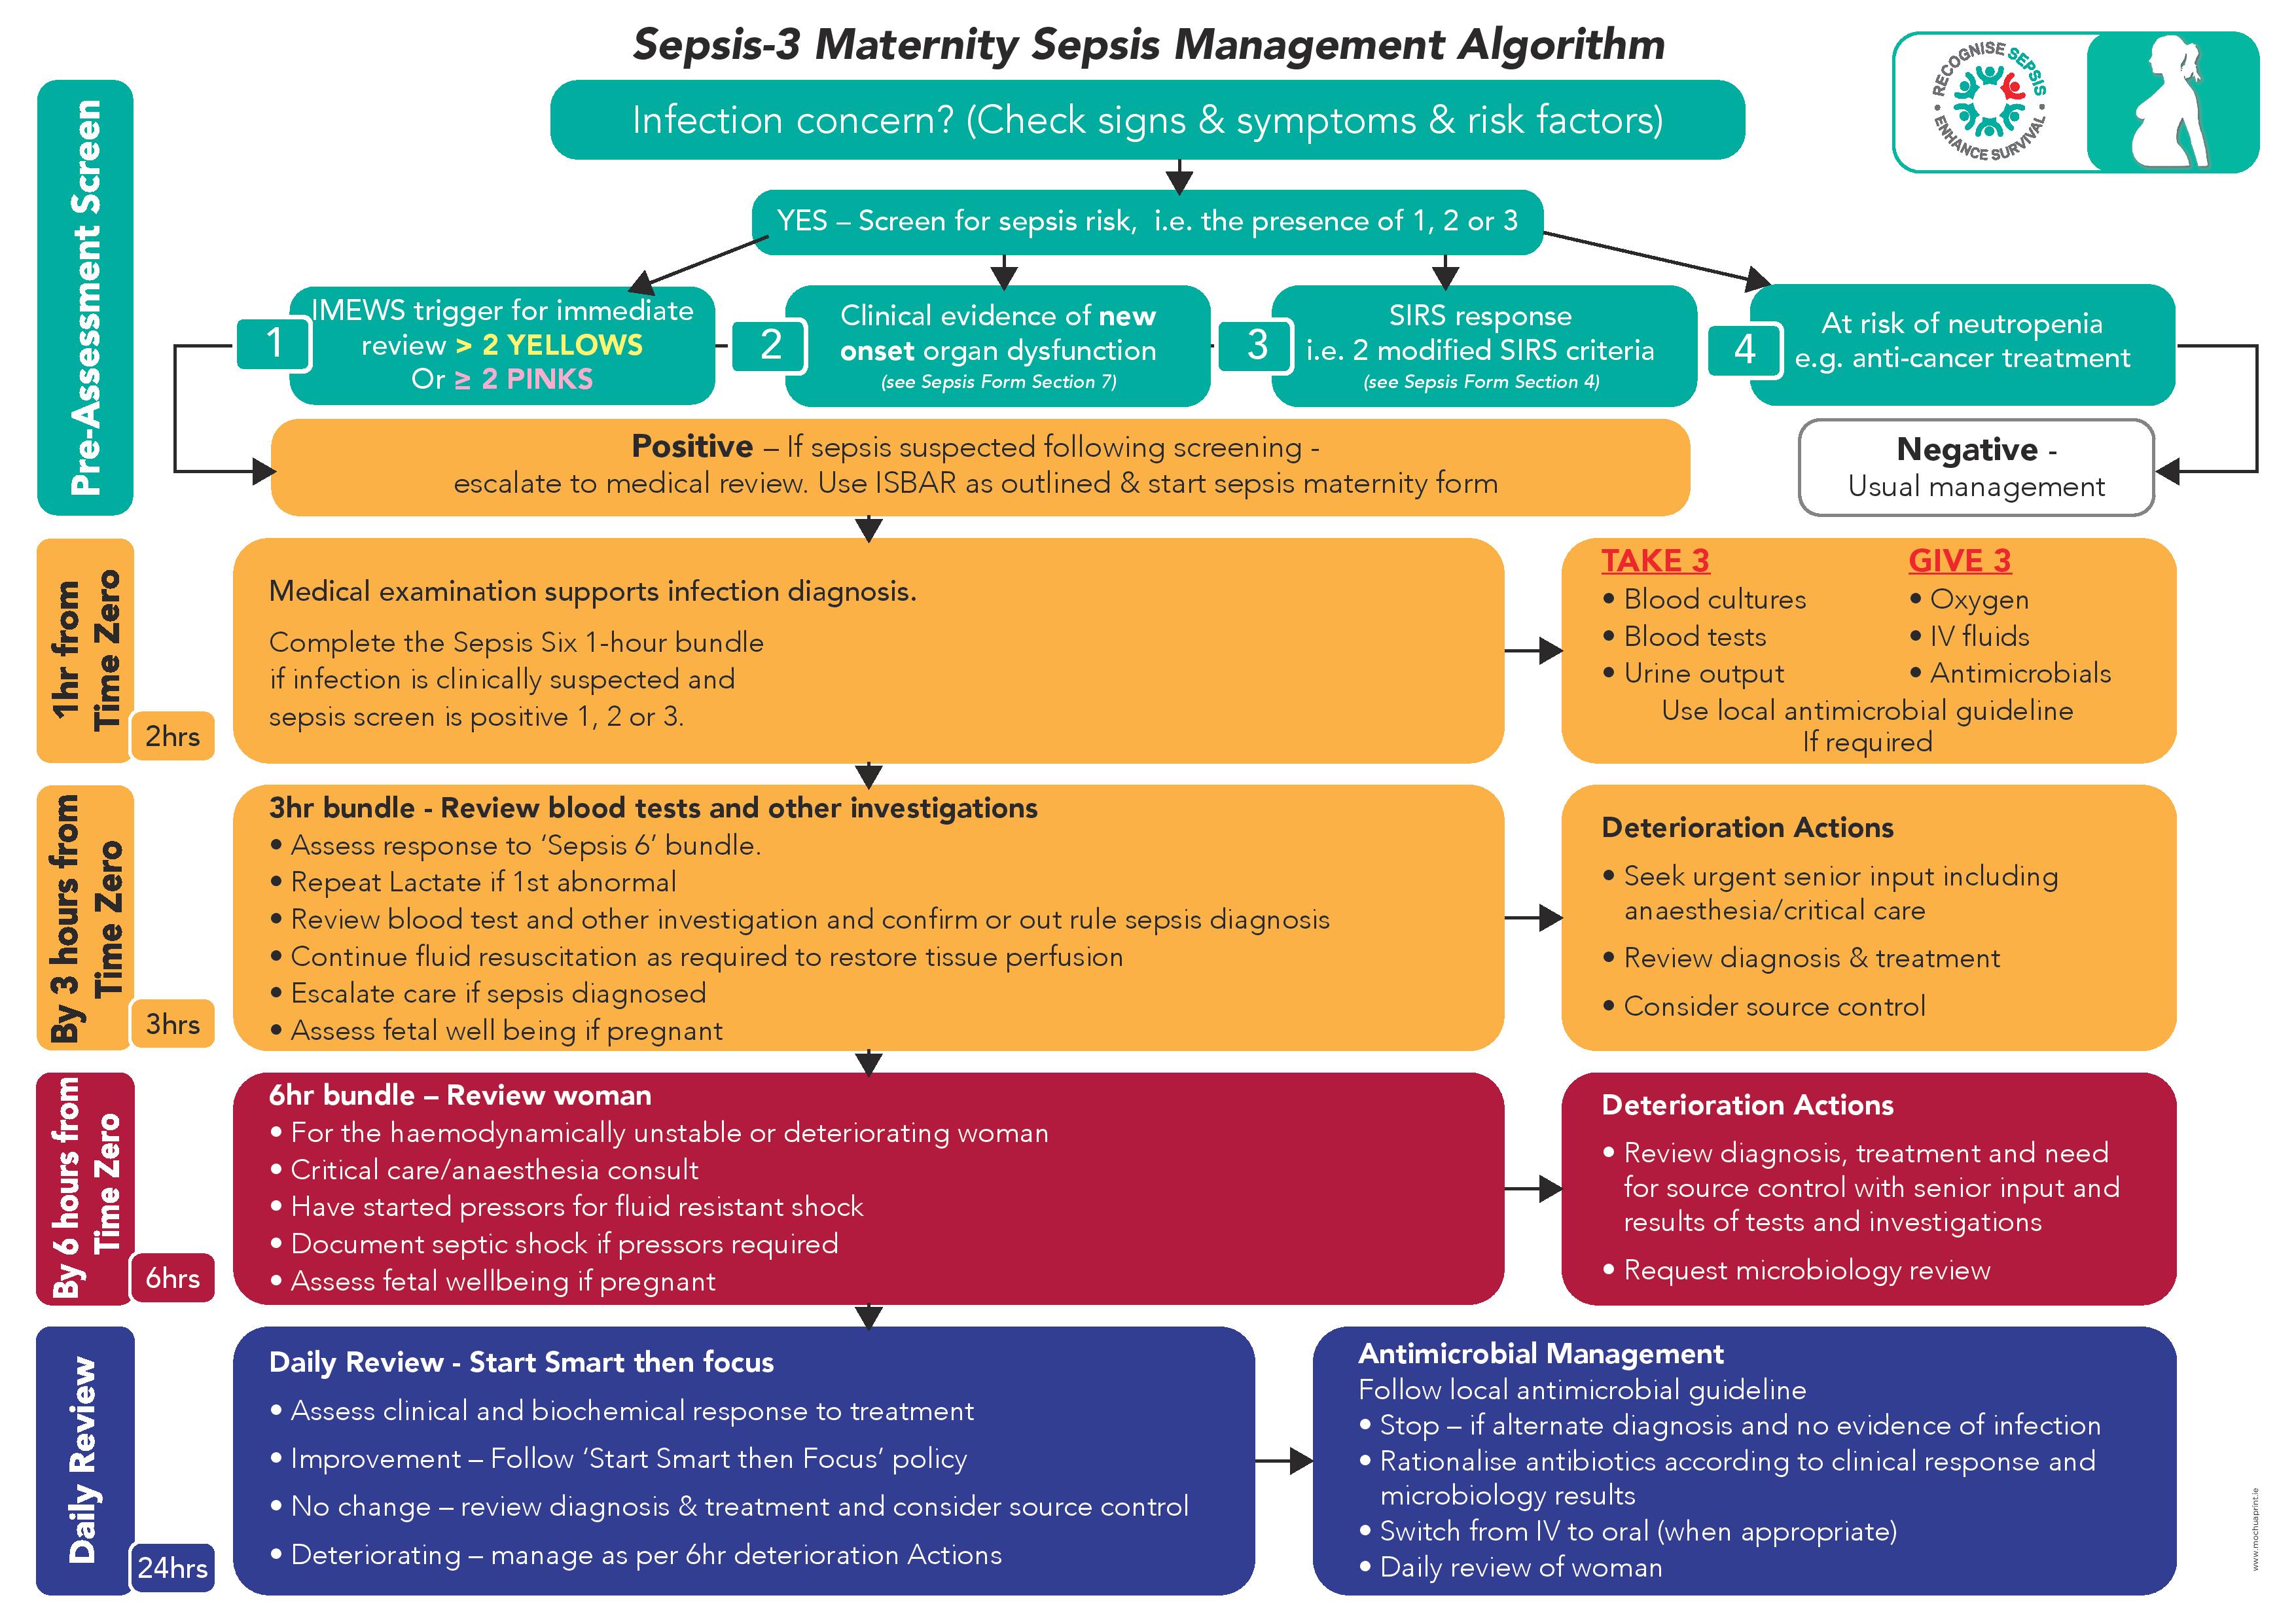 Sepsis-3 Maternity Sepsis Management Algorithm
RECOGNISE SEPSIS
ENHANCE SURVIVAL
Pre-Assessment Screen
Infection concern? (Check signs & symptoms & risk factors)
YES – Screen for sepsis risk, i.e. the presence of 1, 2 or 3
1
IMEWS trigger for immediate
review > 2 YELLOWS
Or ≥ 2 PINKS
2
Clinical evidence of new
onset organ dysfunction
(see Sepsis Form Section 7)
3
SIRS response
i.e. 2 modified SIRS criteria
(see Sepsis Form Section 4)
4
At risk of neutropenia
e.g. anti-cancer treatment
Positive – If sepsis suspected following screening -
escalate to medical review. Use ISBAR as outlined & start sepsis maternity form
Negative -
Usual management
1hr from
Time Zero
2hrs
Medical examination supports infection diagnosis.
Complete the Sepsis Six 1-hour bundle
if infection is clinically suspected and
sepsis screen is positive 1, 2 or 3.
TAKE 3
• Blood cultures
• Blood tests
• Urine output
GIVE 3
• Oxygen
• IV fluids
• Antimicrobials
Use local antimicrobial guideline
If required
By 3 hours from
Time Zero
3hrs
3hr bundle - Review blood tests and other investigations
• Assess response to ‘Sepsis 6’ bundle.
• Repeat Lactate if 1st abnormal
• Review blood test and other investigation and confirm or out rule sepsis diagnosis
• Continue fluid resuscitation as required to restore tissue perfusion
• Escalate care if sepsis diagnosed
• Assess fetal well being if pregnant
Deterioration Actions
• Seek urgent senior input including
anaesthesia/critical care
• Review diagnosis & treatment
• Consider source control
By 6 hours from
Time Zero
6hrs
6hr bundle – Review woman
• For the haemodynamically unstable or deteriorating woman
• Critical care/anaesthesia consult
• Have started pressors for fluid resistant shock
• Document septic shock if pressors required
• Assess fetal wellbeing if pregnant
Deterioration Actions
• Review diagnosis, treatment and need
for source control with senior input and
results of tests and investigations
• Request microbiology review
Daily Review
24hrs
Daily Review - Start Smart then focus
• Assess clinical and biochemical response to treatment
• Improvement – Follow ‘Start Smart then Focus’ policy
• No change – review diagnosis & treatment and consider source control
• Deteriorating – manage as per 6hr deterioration Actions
Antimicrobial Management
Follow local antimicrobial guideline
• Stop – if alternate diagnosis and no evidence of infection
• Rationalise antibiotics according to clinical response and
microbiology results
• Switch from IV to oral (when appropriate)
• Daily review of woman
www.mochuaprint.ie